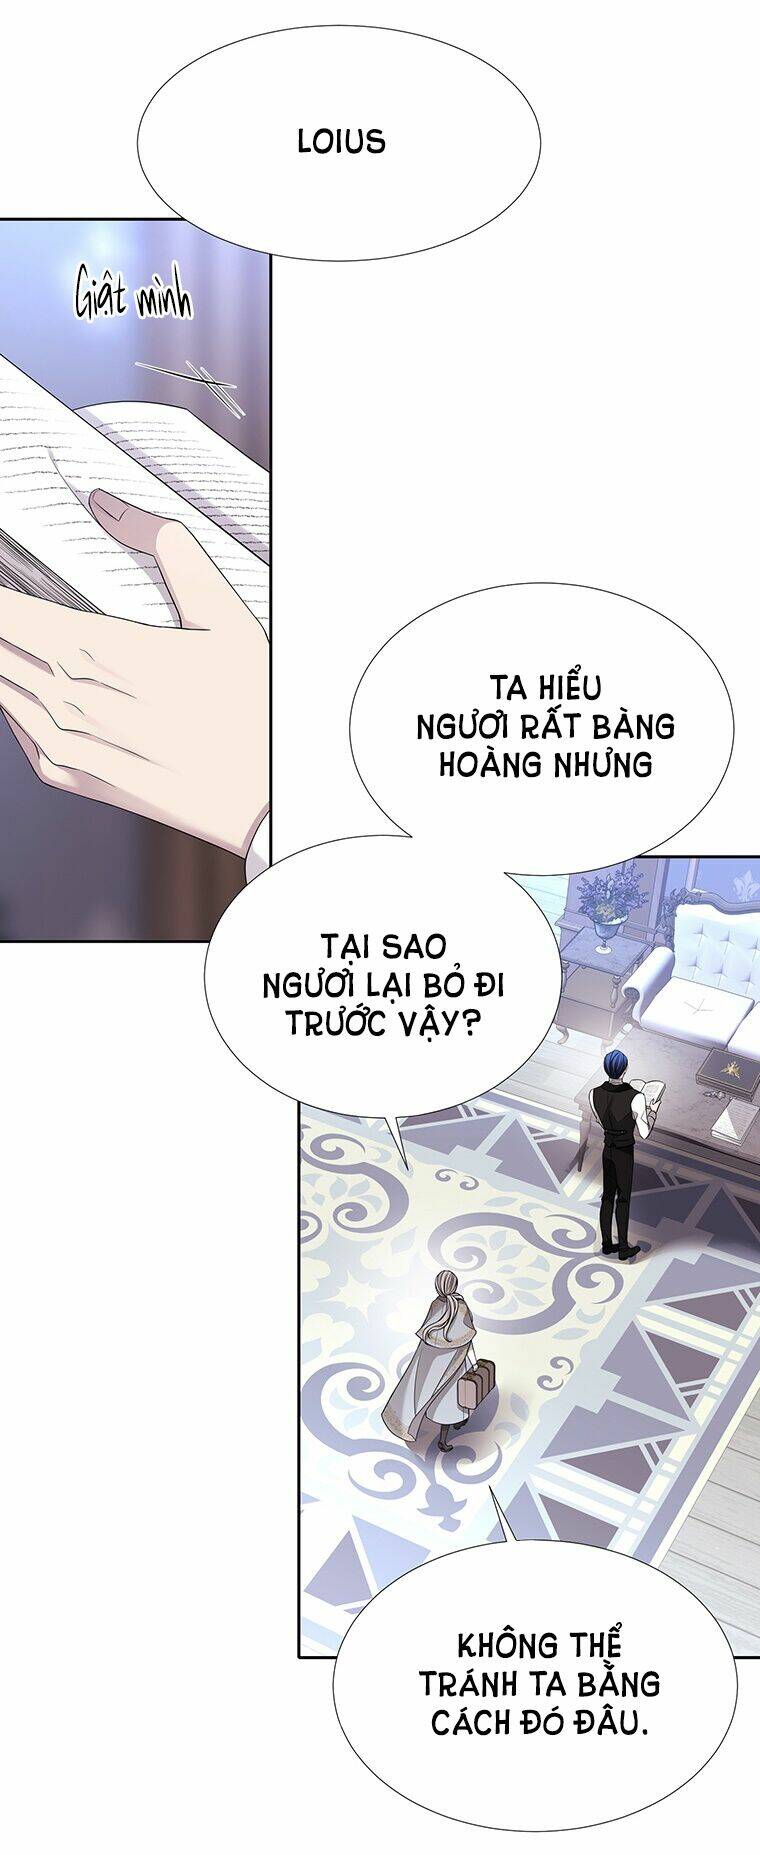 LOIUS
Giật mình
TA HIỂU
NGƯƠI RẤT BÀNG
HOÀNG NHƯNG
TẠI SAO
NGƯƠI LẠI BỎ ĐI
TRƯỚC VẬY?
KHÔNG THỂ
TRÁNH TA BẰNG
CÁCH ĐÓ ĐÂU.